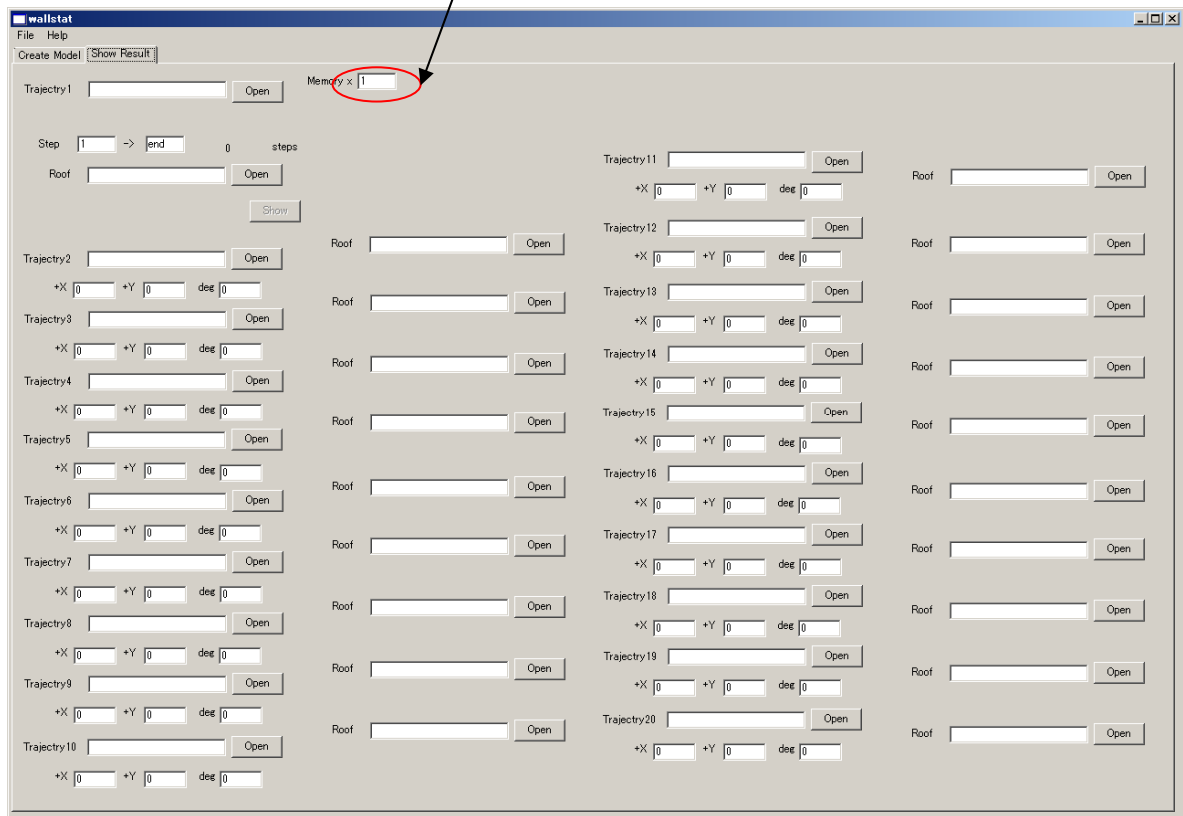 wallstat
File Help
Create Model Show Result
Trajectry1 Open
Memory x 1
Step 1 -> end 0 steps
Roof Open
Show
Trajectry2 Open
+X 0 +Y 0 deg 0
Trajectry3 Open
+X 0 +Y 0 deg 0
Trajectry4 Open
+X 0 +Y 0 deg 0
Trajectry5 Open
+X 0 +Y 0 deg 0
Trajectry6 Open
+X 0 +Y 0 deg 0
Trajectry7 Open
+X 0 +Y 0 deg 0
Trajectry8 Open
+X 0 +Y 0 deg 0
Trajectry9 Open
+X 0 +Y 0 deg 0
Trajectry10 Open
+X 0 +Y 0 deg 0
Roof Open
Roof Open
Roof Open
Roof Open
Roof Open
Roof Open
Roof Open
Roof Open
Roof Open
Trajectry11 Open
+X 0 +Y 0 deg 0
Trajectry12 Open
+X 0 +Y 0 deg 0
Trajectry13 Open
+X 0 +Y 0 deg 0
Trajectry14 Open
+X 0 +Y 0 deg 0
Trajectry15 Open
+X 0 +Y 0 deg 0
Trajectry16 Open
+X 0 +Y 0 deg 0
Trajectry17 Open
+X 0 +Y 0 deg 0
Trajectry18 Open
+X 0 +Y 0 deg 0
Trajectry19 Open
+X 0 +Y 0 deg 0
Trajectry20 Open
+X 0 +Y 0 deg 0
Roof Open
Roof Open
Roof Open
Roof Open
Roof Open
Roof Open
Roof Open
Roof Open
Roof Open
Roof Open